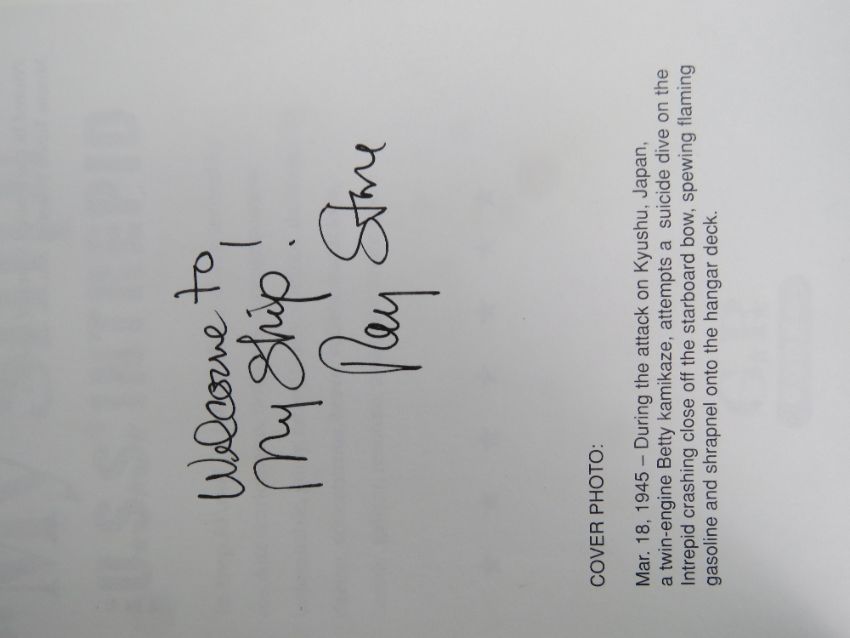 Welcome to
My Ship!
Ray Stone
COVER PHOTO:
Mar. 18, 1945 – During the attack on Kyushu, Japan,
a twin-engine Betty kamikaze, attempts a suicide dive on the
Intrepid crashing close off the starboard bow, spewing flaming
gasoline and shrapnel onto the hangar deck.